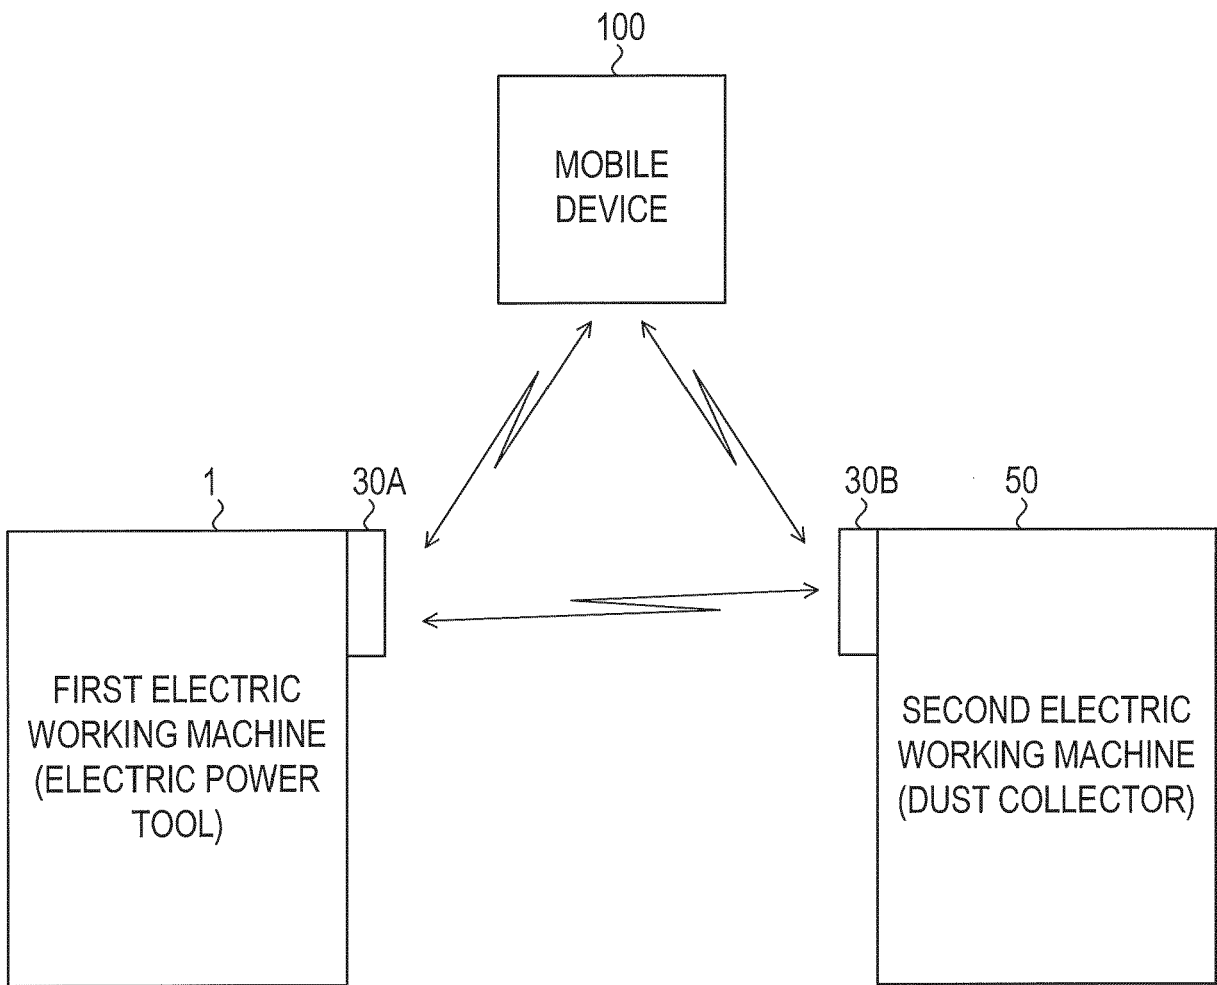 100
MOBILE
DEVICE
1
30A
30B
50
FIRST ELECTRIC
WORKING MACHINE
(ELECTRIC POWER
TOOL)
SECOND ELECTRIC
WORKING MACHINE
(DUST COLLECTOR)